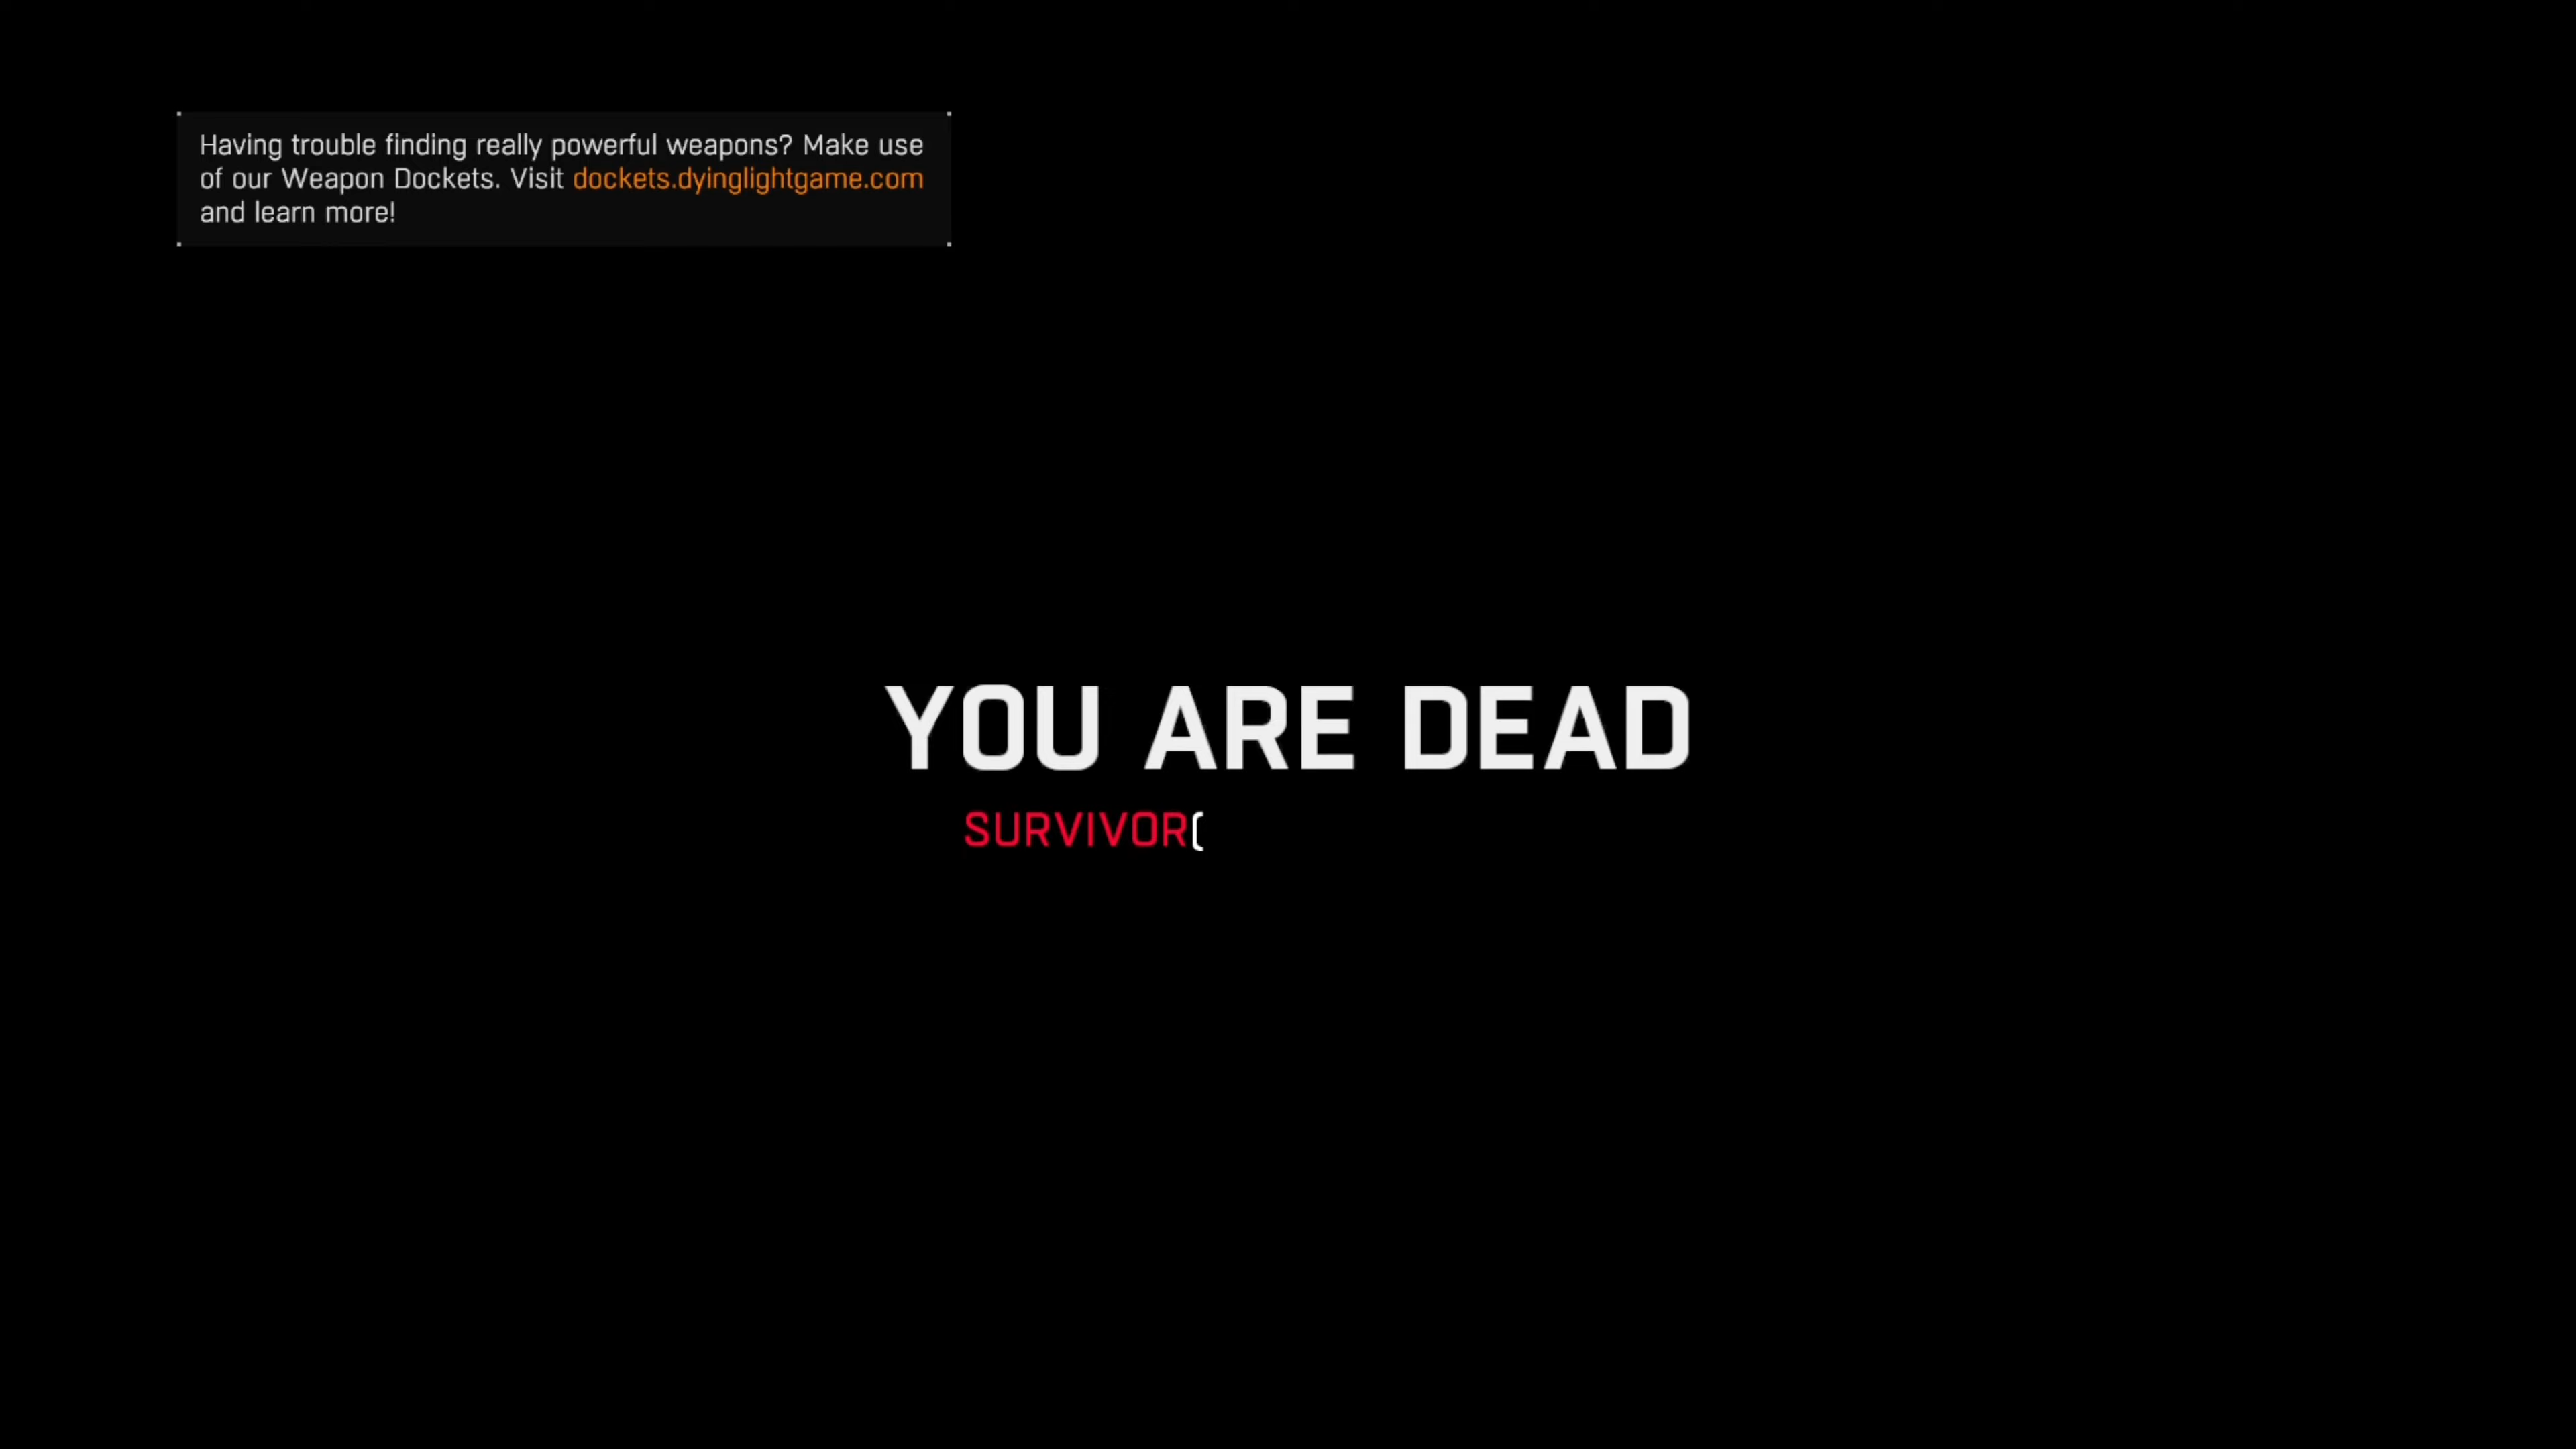 Having trouble finding really powerful weapons? Make use
of our Weapon Dockets. Visit dockets.dyinglightgame.com
and learn more!
YOU ARE DEAD
SURVIVOR(